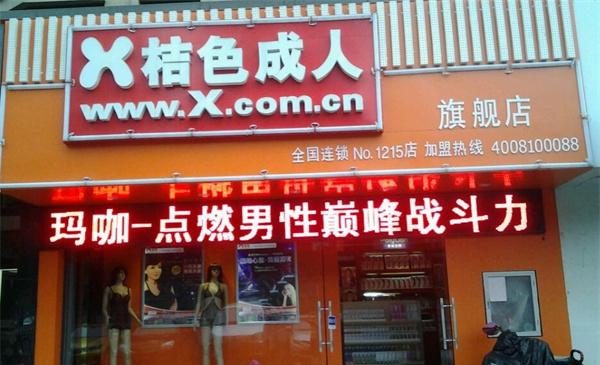 X桔色成人
www.X.com.cn
旗舰店
全国连锁 No.1215店 加盟热线 4008100088
玛咖-点燃男性巅峰战斗力